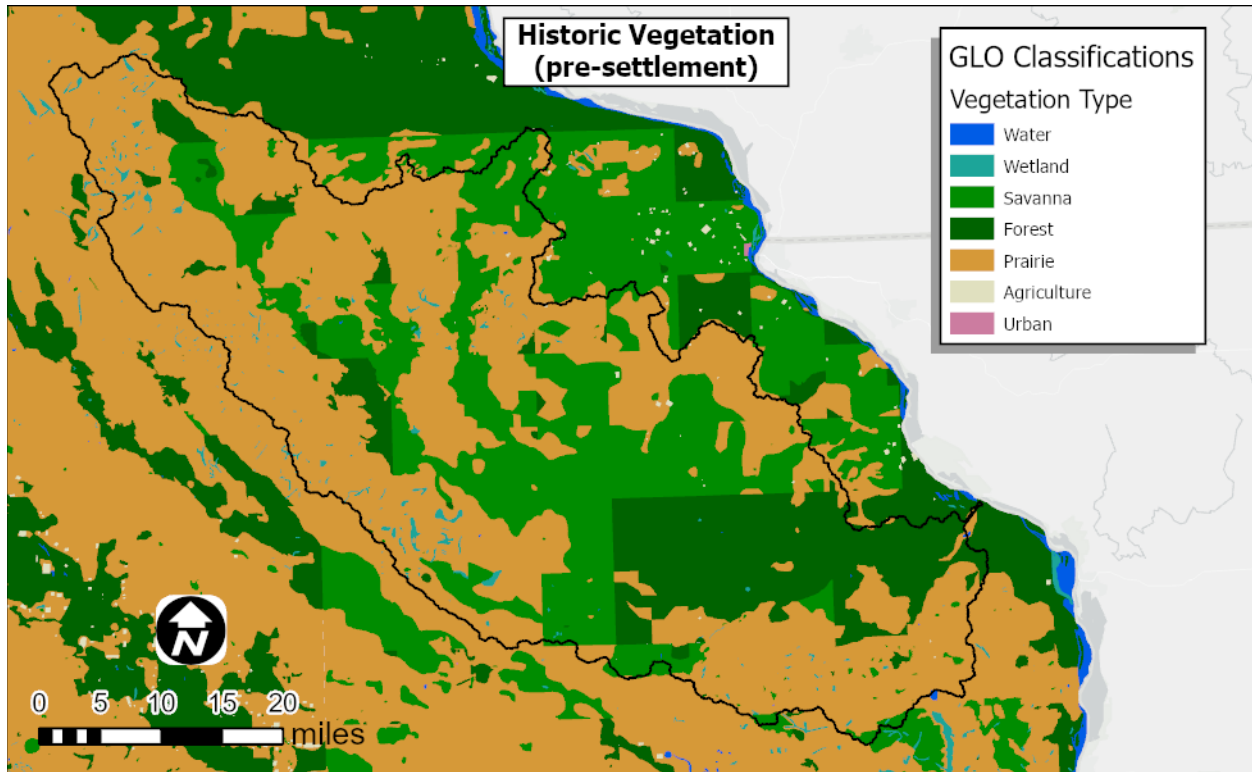 Historic Vegetation
(pre-settlement)
GLO Classifications
Vegetation Type
Water
Wetland
Savanna
Forest
Prairie
Agriculture
Urban
N
0 5 10 15 20
miles